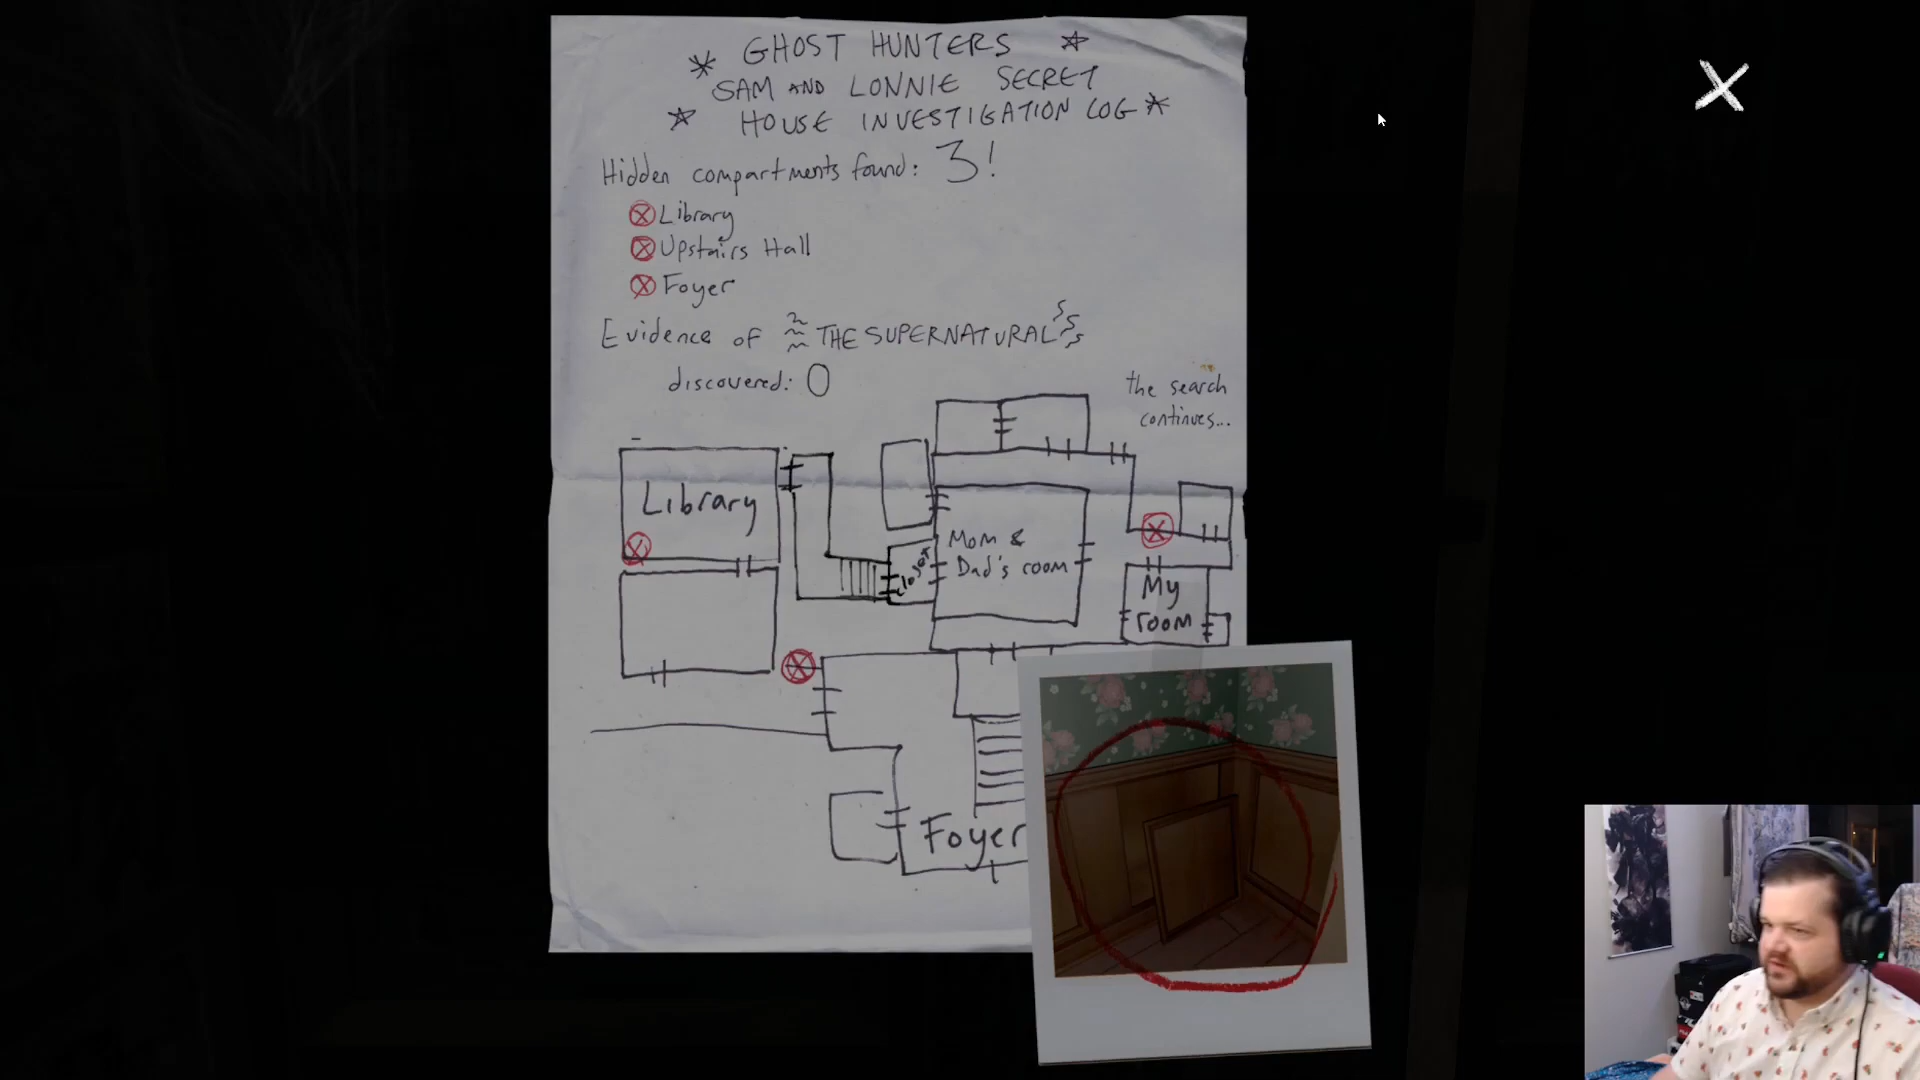 GHOST HUNTERS
SAM AND LONNIE SECRET
HOUSE INVESTIGATION LOG
Hidden compartments found: 3!
Library
Upstairs Hall
Foyer
Evidence of THE SUPERNATURAL
discovered: 0
the search
continues...
Library
Mom &
Dad's room
Closet
My
room
Foyer